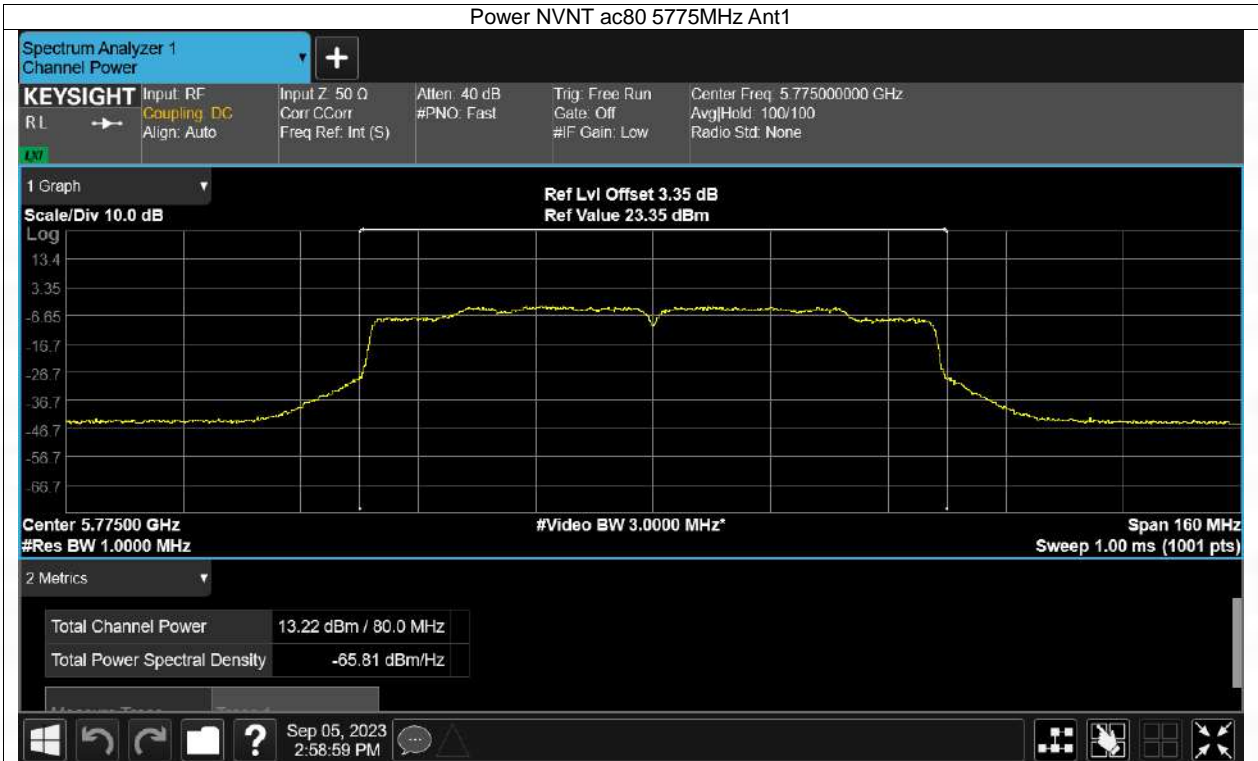 Power NVNT ac80 5775MHz Ant1
Spectrum Analyzer 1
Channel Power
+
KEYSIGHT
RL
LXI
Input: RF
Coupling: DC
Align: Auto
Input Z: 50 Ω
Corr CCorr
Freq Ref: Int (S)
Atten: 40 dB
#PNO: Fast
Trig: Free Run
Gate: Off
#IF Gain: Low
Center Freq: 5.775000000 GHz
Avg|Hold: 100/100
Radio Std: None
1 Graph
Scale/Div 10.0 dB
Ref Lvl Offset 3.35 dB
Ref Value 23.35 dBm
Log
13.4
3.35
-6.65
-16.7
-26.7
-36.7
-46.7
-56.7
-66.7
Center 5.77500 GHz
#Res BW 1.0000 MHz
#Video BW 3.0000 MHz*
Span 160 MHz
Sweep 1.00 ms (1001 pts)
2 Metrics
Total Channel Power 13.22 dBm / 80.0 MHz
Total Power Spectral Density -65.81 dBm/Hz
?
Sep 05, 2023
2:58:59 PM